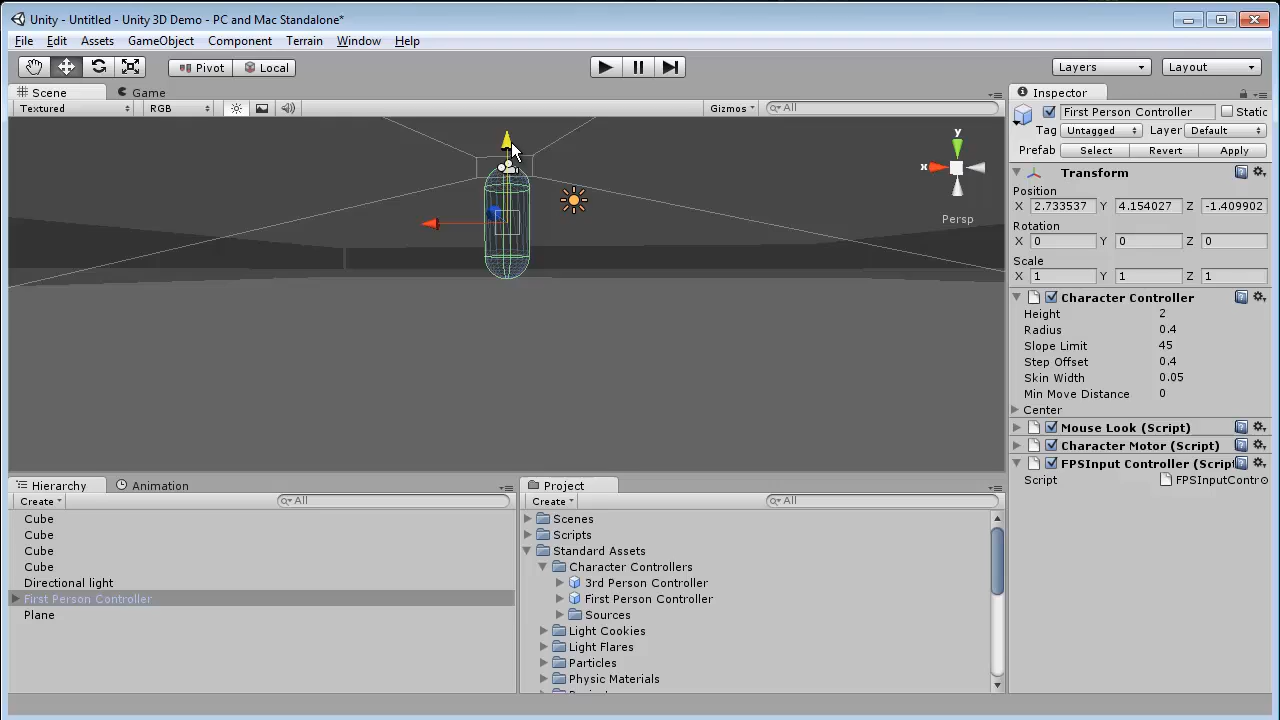 Unity - Untitled - Unity 3D Demo - PC and Mac Standalone*
File Edit Assets GameObject Component Terrain Window Help
Pivot Local Layers Layout
Scene Game
Textured RGB Gizmos All
y
x
Persp
Inspector
First Person Controller Static
Tag Untagged Layer Default
Prefab Select Revert Apply
Transform
Position
X 2.733537 Y 4.154027 Z -1.409902
Rotation
X 0 Y 0 Z 0
Scale
X 1 Y 1 Z 1
Character Controller
Height 2
Radius 0.4
Slope Limit 45
Step Offset 0.4
Skin Width 0.05
Min Move Distance 0
Center
Mouse Look (Script)
Character Motor (Script)
FPSInput Controller (Script
Script FPSInputContro
Hierarchy Animation
Create All
Cube
Cube
Cube
Cube
Directional light
First Person Controller
Plane
Project
Create All
Scenes
Scripts
Standard Assets
Character Controllers
3rd Person Controller
First Person Controller
Sources
Light Cookies
Light Flares
Particles
Physic Materials